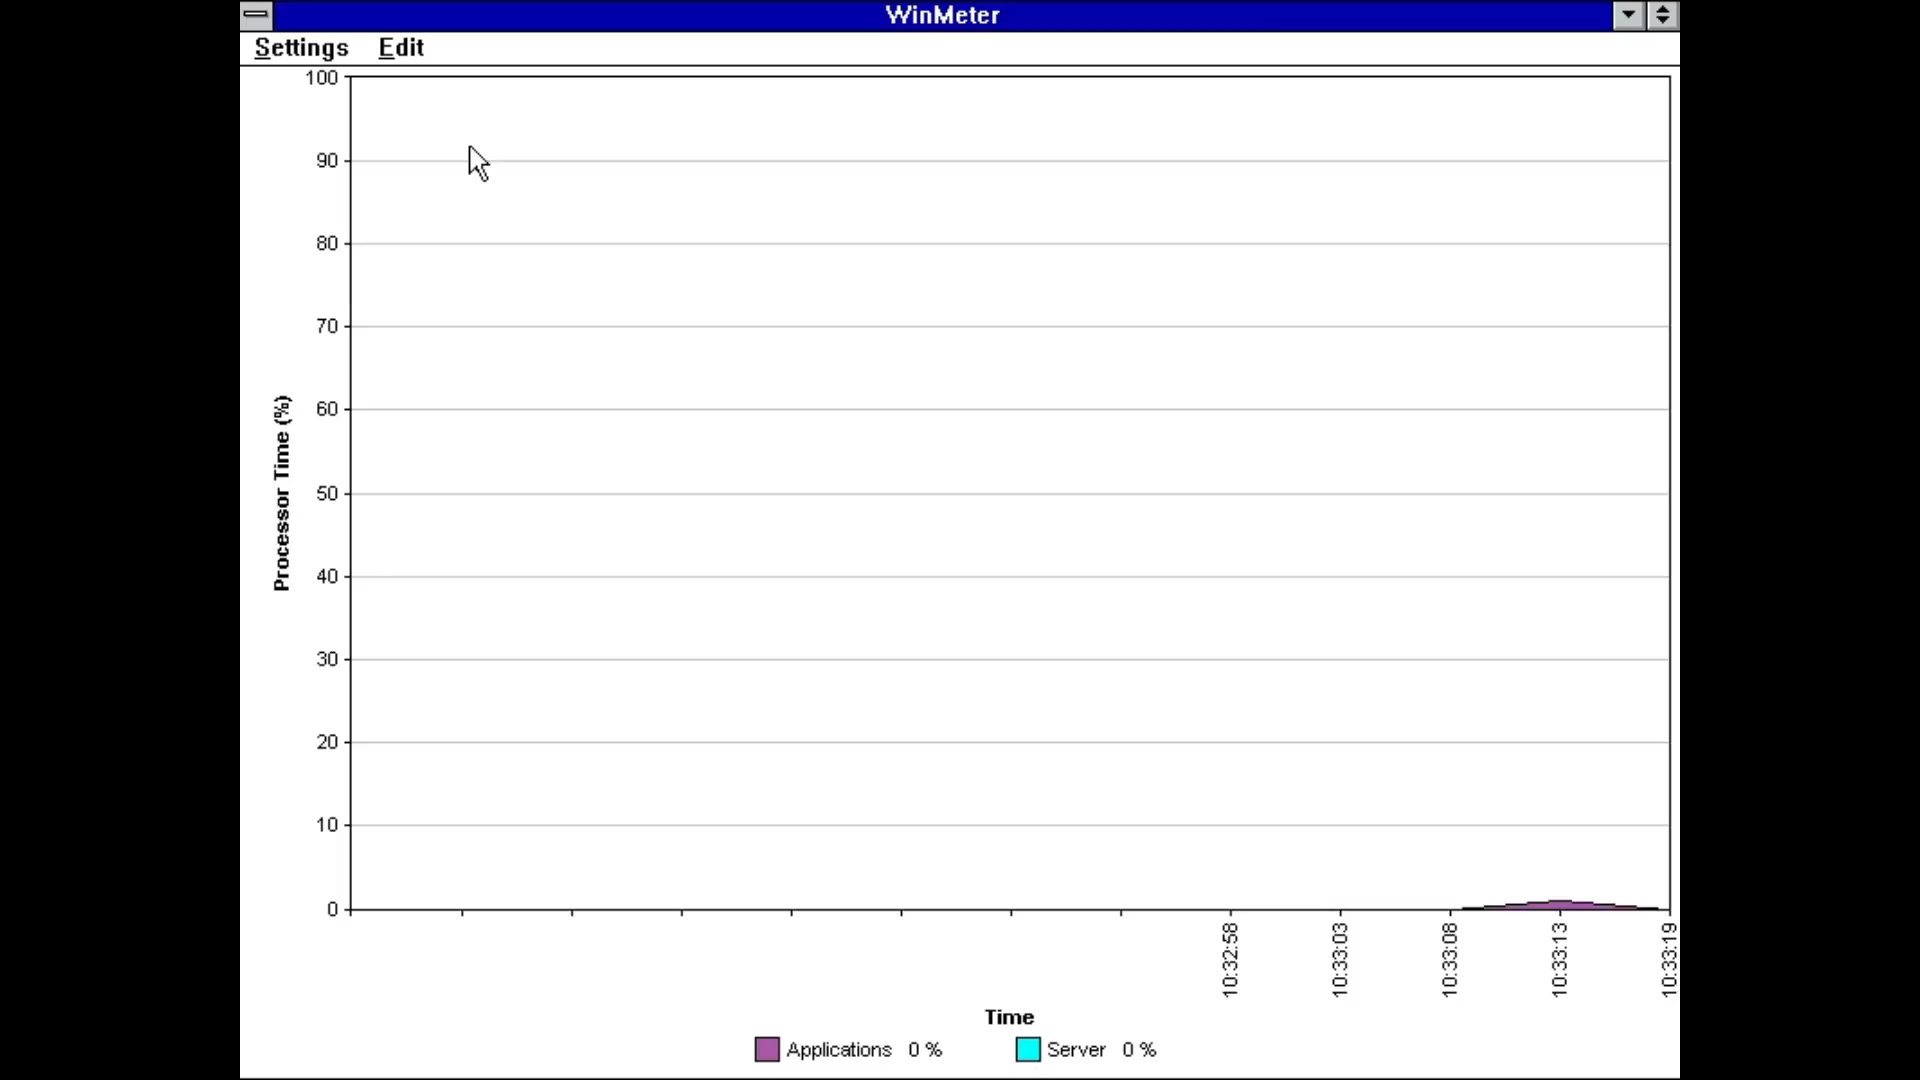 WinMeter
Settings Edit
100
90
80
70
60
50
40
30
20
10
0
Processor Time (%)
10:32:58
10:33:03
10:33:08
10:33:13
10:33:19
Time
Applications 0 %
Server 0 %